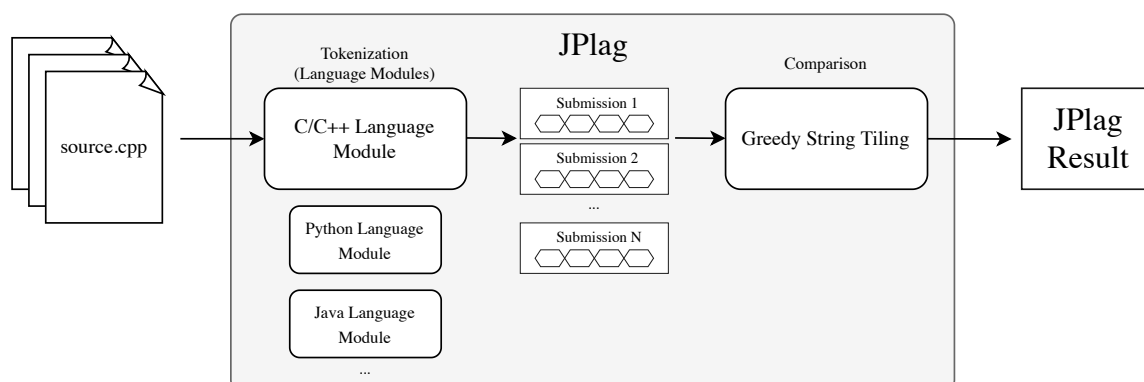 JPlag
Tokenization
(Language Modules)
Comparison
source.cpp
C/C++ Language
Module
Submission 1
Submission 2
...
Submission N
Greedy String Tiling
JPlag
Result
Python Language
Module
Java Language
Module
...